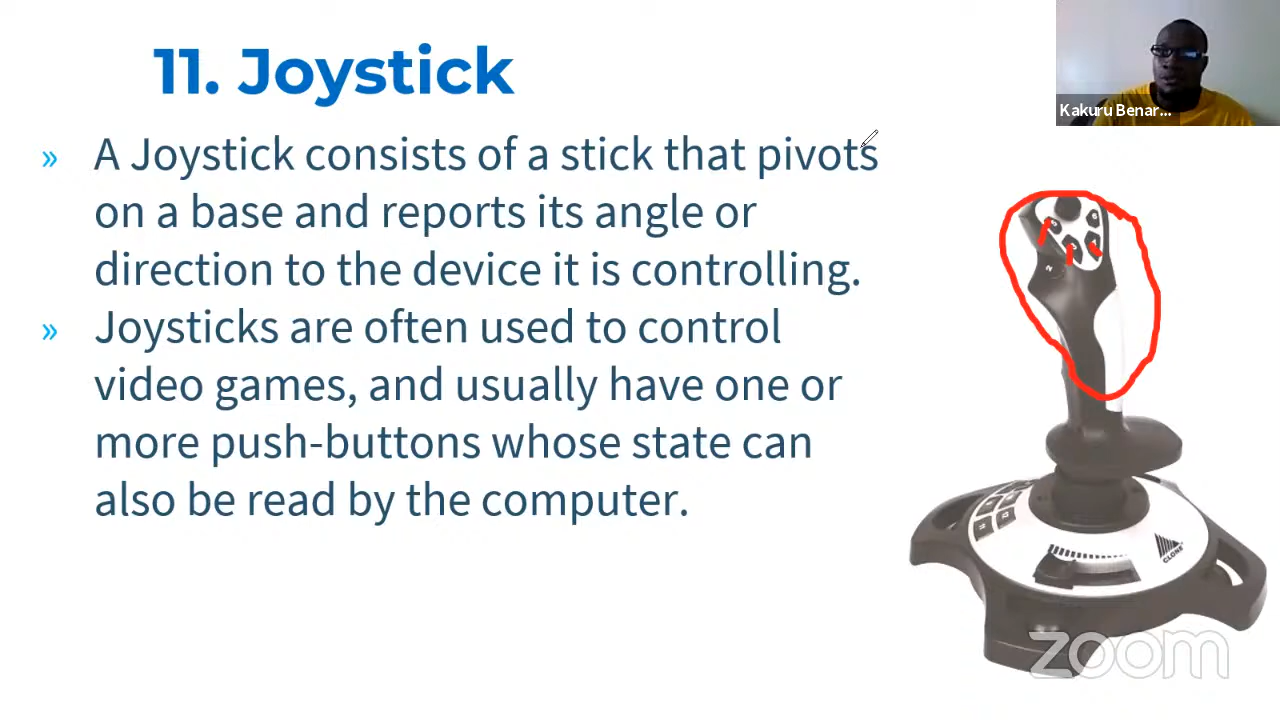 11. Joystick
Kakuru Benar...
» A Joystick consists of a stick that pivots
on a base and reports its angle or
direction to the device it is controlling.
» Joysticks are often used to control
video games, and usually have one or
more push-buttons whose state can
also be read by the computer.
CLONE
zoom